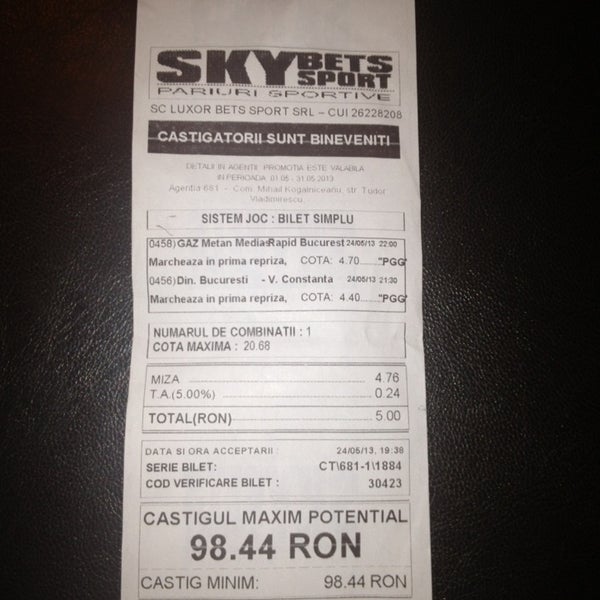 SKY BETS SPORT
PARIURI SPORTIVE
SC LUXOR BETS SPORT SRL – CUI 26228208
CASTIGATORII SUNT BINEVENITI
DETALII IN AGENTII. PROMOTIA ESTE VALABILA
IN PERIOADA 01.05 - 31.05.2013
Agentia 681 - Com. Mihail Kogalniceanu, str. Tudor
Vladimirescu,
SISTEM JOC : BILET SIMPLU
0458) GAZ Metan Medias-Rapid Bucurest 24/05/13 22:00
Marcheaza in prima repriza, COTA: 4.70......."PGG"
0456) Din. Bucuresti - V. Constanta 24/05/13 21:30
Marcheaza in prima repriza, COTA: 4.40......."PGG"
NUMARUL DE COMBINATII : 1
COTA MAXIMA : 20.68
MIZA ................................ 4.76
T.A.(5.00%) ......................... 0.24
TOTAL(RON) .......................... 5.00
DATA SI ORA ACCEPTARII : 24/05/13, 19:38
SERIE BILET: CT\681-1\1884
COD VERIFICARE BILET : 30423
CASTIGUL MAXIM POTENTIAL
98.44 RON
CASTIG MINIM: 98.44 RON